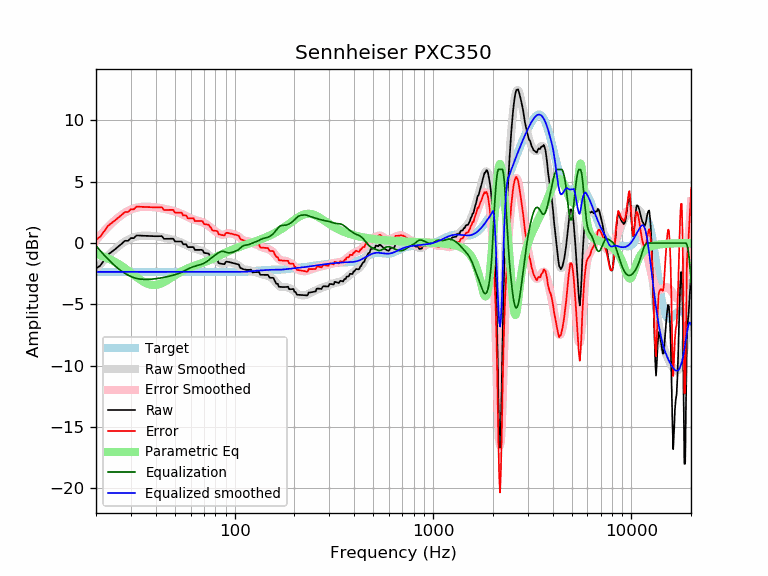 Sennheiser PXC350
Amplitude (dBr)
10
5
0
−5
−10
−15
−20
Target
Raw Smoothed
Error Smoothed
Raw
Error
Parametric Eq
Equalization
Equalized smoothed
100
1000
10000
Frequency (Hz)